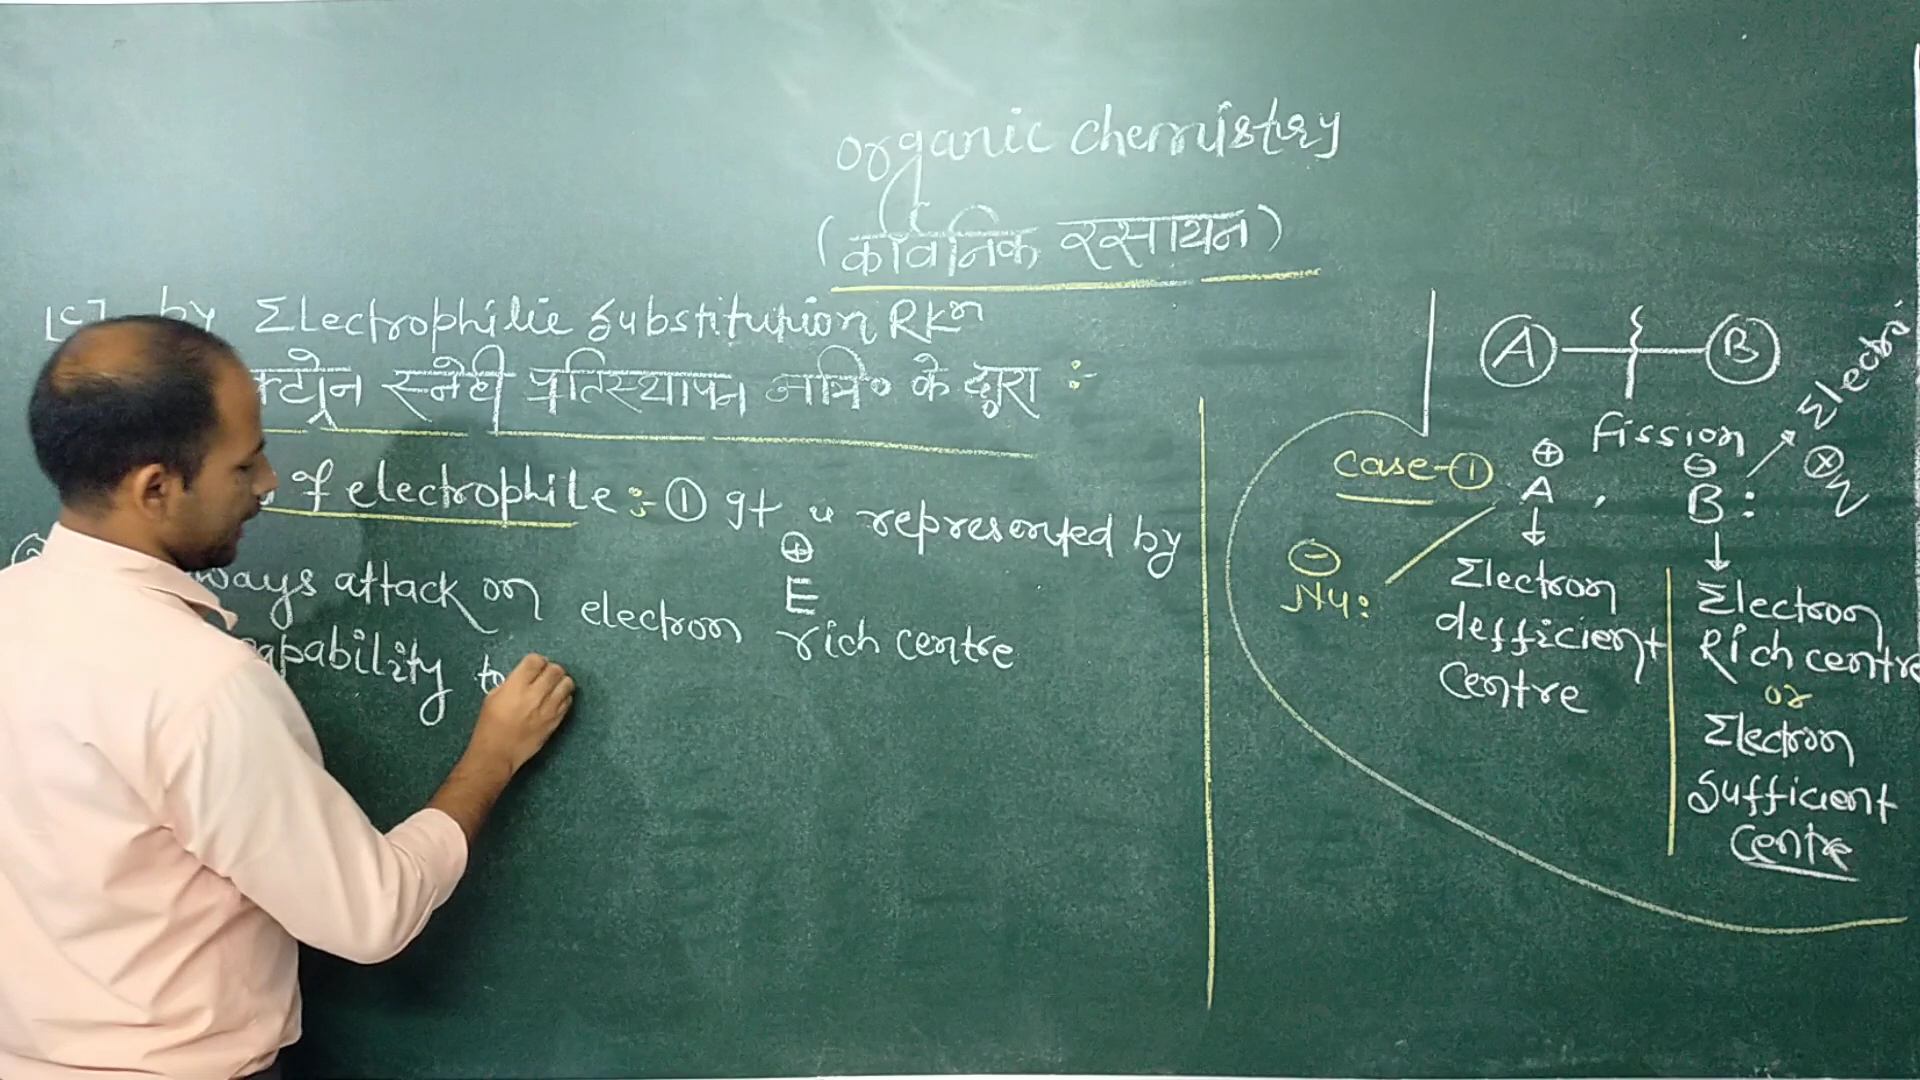 organic chemistry
(कार्वनिक रसायन)
[C] by Electrophilic Substitution RKn
क्ट्रोन स्नेही प्रतिस्थापन अभि० के द्वारा :-
of electrophile :- ① It is represented by
⊕
E
ways attack on electron rich centre
capability to
A B
fission
Case-①
⊕ ⊖
A , B:
⊖
Nu:
Electron
defficient
Centre
Electron
Rich centre
or
Electron
Sufficient
Centre
Electro
⊕